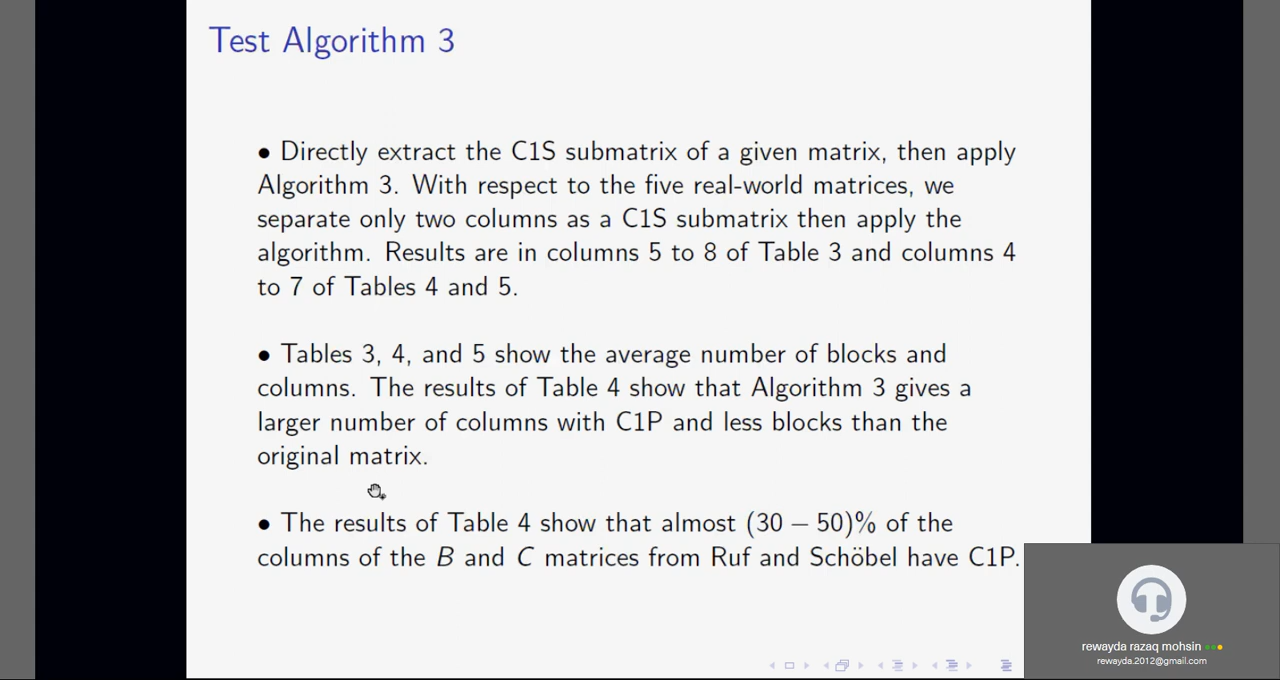 Test Algorithm 3
• Directly extract the C1S submatrix of a given matrix, then apply
Algorithm 3. With respect to the five real-world matrices, we
separate only two columns as a C1S submatrix then apply the
algorithm. Results are in columns 5 to 8 of Table 3 and columns 4
to 7 of Tables 4 and 5.
• Tables 3, 4, and 5 show the average number of blocks and
columns. The results of Table 4 show that Algorithm 3 gives a
larger number of columns with C1P and less blocks than the
original matrix.
• The results of Table 4 show that almost (30 − 50)% of the
columns of the B and C matrices from Ruf and Schöbel have C1P.
rewayda razaq mohsin
rewayda.2012@gmail.com